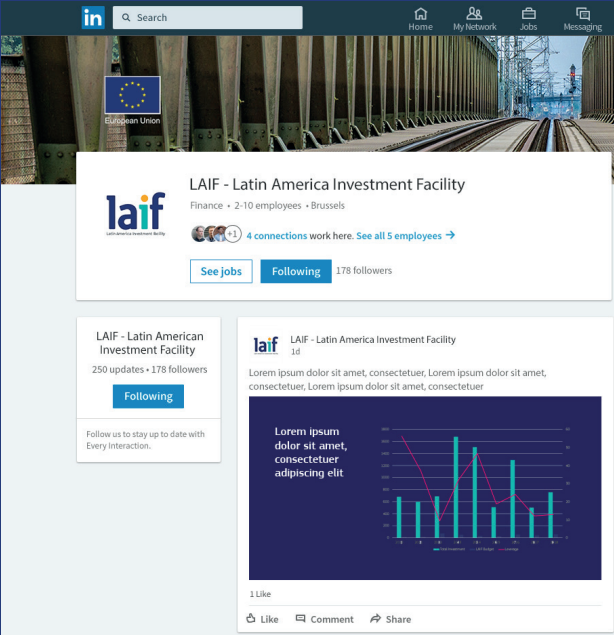 in
Search
Home
My Network
Jobs
Messaging
European Union
laif
Latin America Investment Facility
LAIF - Latin America Investment Facility
Finance • 2-10 employees • Brussels
+1
4 connections work here. See all 5 employees →
See jobs
Following
178 followers
LAIF - Latin American
Investment Facility
250 updates • 178 followers
Following
Follow us to stay up to date with
Every Interaction.
laif
LAIF - Latin America Investment Facility
1d
Lorem ipsum dolor sit amet, consectetuer, Lorem ipsum dolor sit amet,
consectetuer, Lorem ipsum dolor sit amet, consectetuer
Lorem ipsum
dolor sit amet,
consectetuer
adipiscing elit
Total Investment
LAIF Budget
Leverage
1 Like
Like
Comment
Share